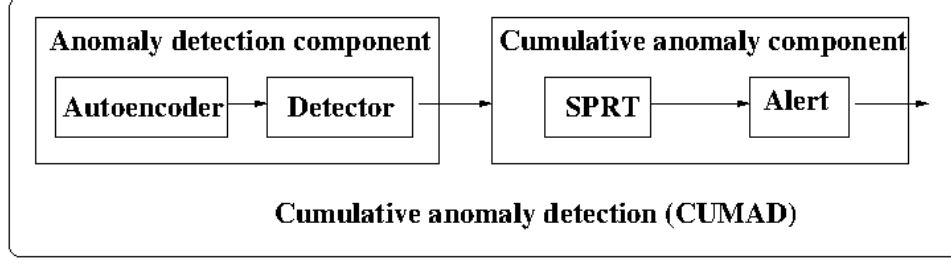 Anomaly detection component
Cumulative anomaly component
Autoencoder
Detector
SPRT
Alert
Cumulative anomaly detection (CUMAD)